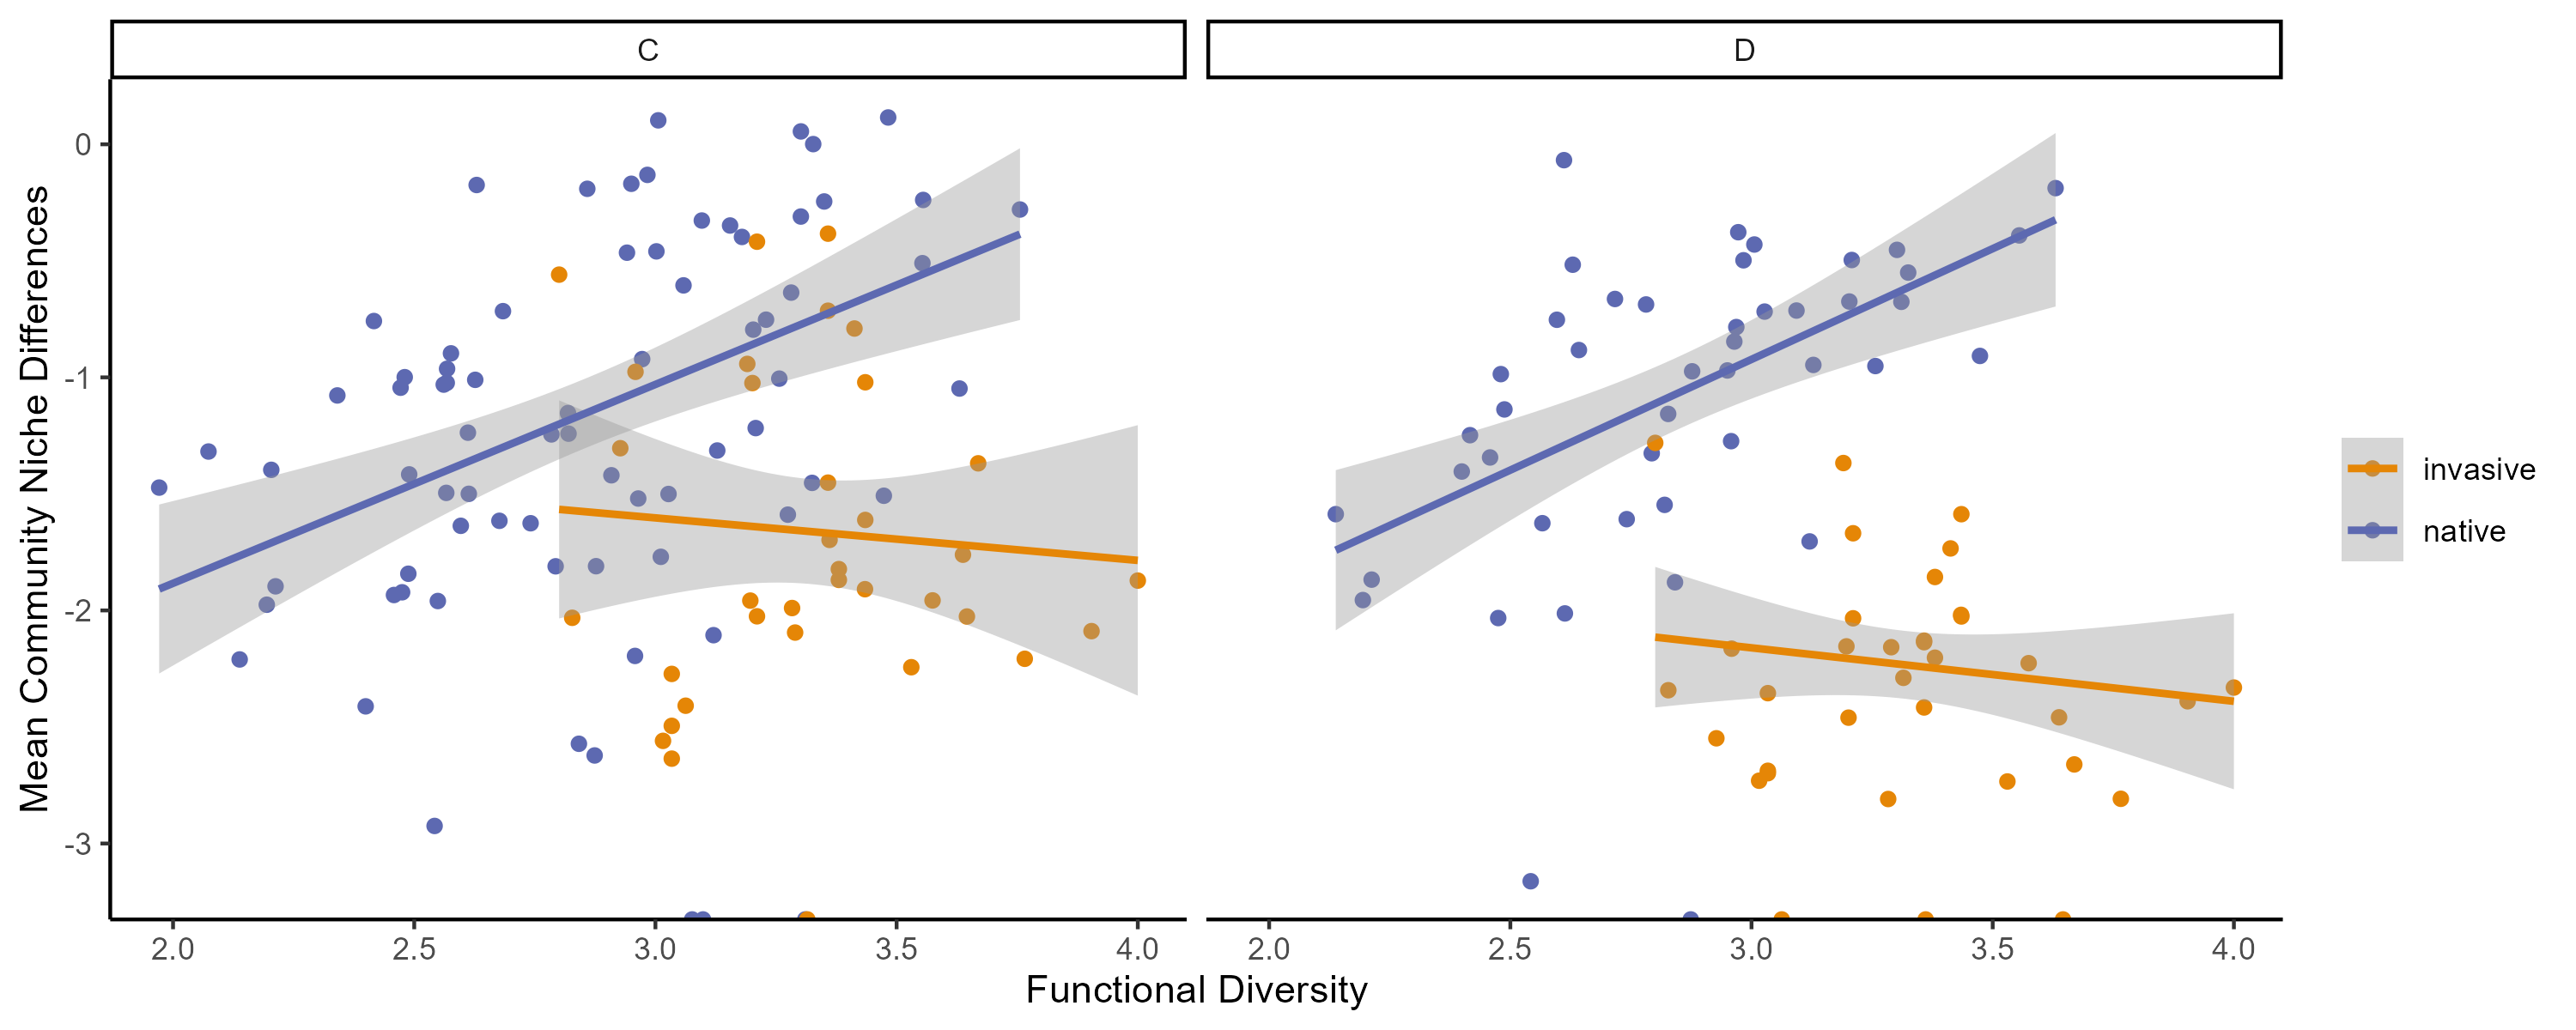 C
D
Mean Community Niche Differences
0
-1
-2
-3
2.0 2.5 3.0 3.5 4.0
2.0 2.5 3.0 3.5 4.0
Functional Diversity
invasive
native